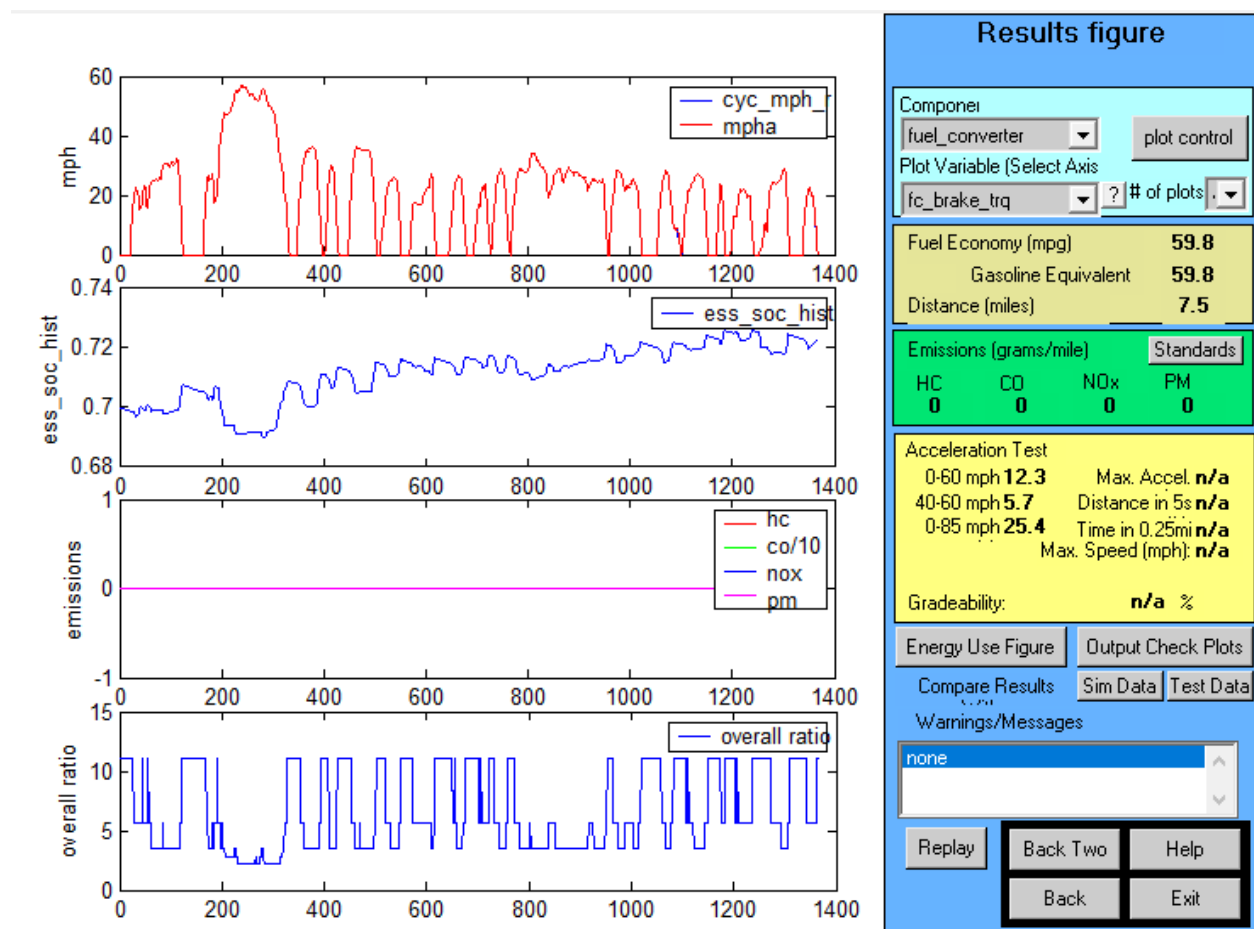 Results figure
Componer
fuel_converter
plot control
Plot Variable (Select Axis
fc_brake_trq
?
# of plots
Fuel Economy (mpg) 59.8
Gasoline Equivalent 59.8
Distance (miles) 7.5
Emissions (grams/mile) Standards
HC CO NOx PM
0 0 0 0
Acceleration Test
0-60 mph 12.3 Max. Accel. n/a
40-60 mph 5.7 Distance in 5s n/a
0-85 mph 25.4 Time in 0.25mi n/a
Max. Speed (mph): n/a
Gradeability: n/a %
Energy Use Figure Output Check Plots
Compare Results Sim Data Test Data
Warnings/Messages
none
Replay Back Two Help
Back Exit
mph
60
40
20
0
cyc_mph_r
mpha
0 200 400 600 800 1000 1200 1400
ess_soc_hist
0.74
0.72
0.7
0.68
ess_soc_hist
0 200 400 600 800 1000 1200 1400
emissions
1
0
-1
hc
co/10
nox
pm
0 200 400 600 800 1000 1200 1400
overall ratio
15
10
5
0
overall ratio
0 200 400 600 800 1000 1200 1400